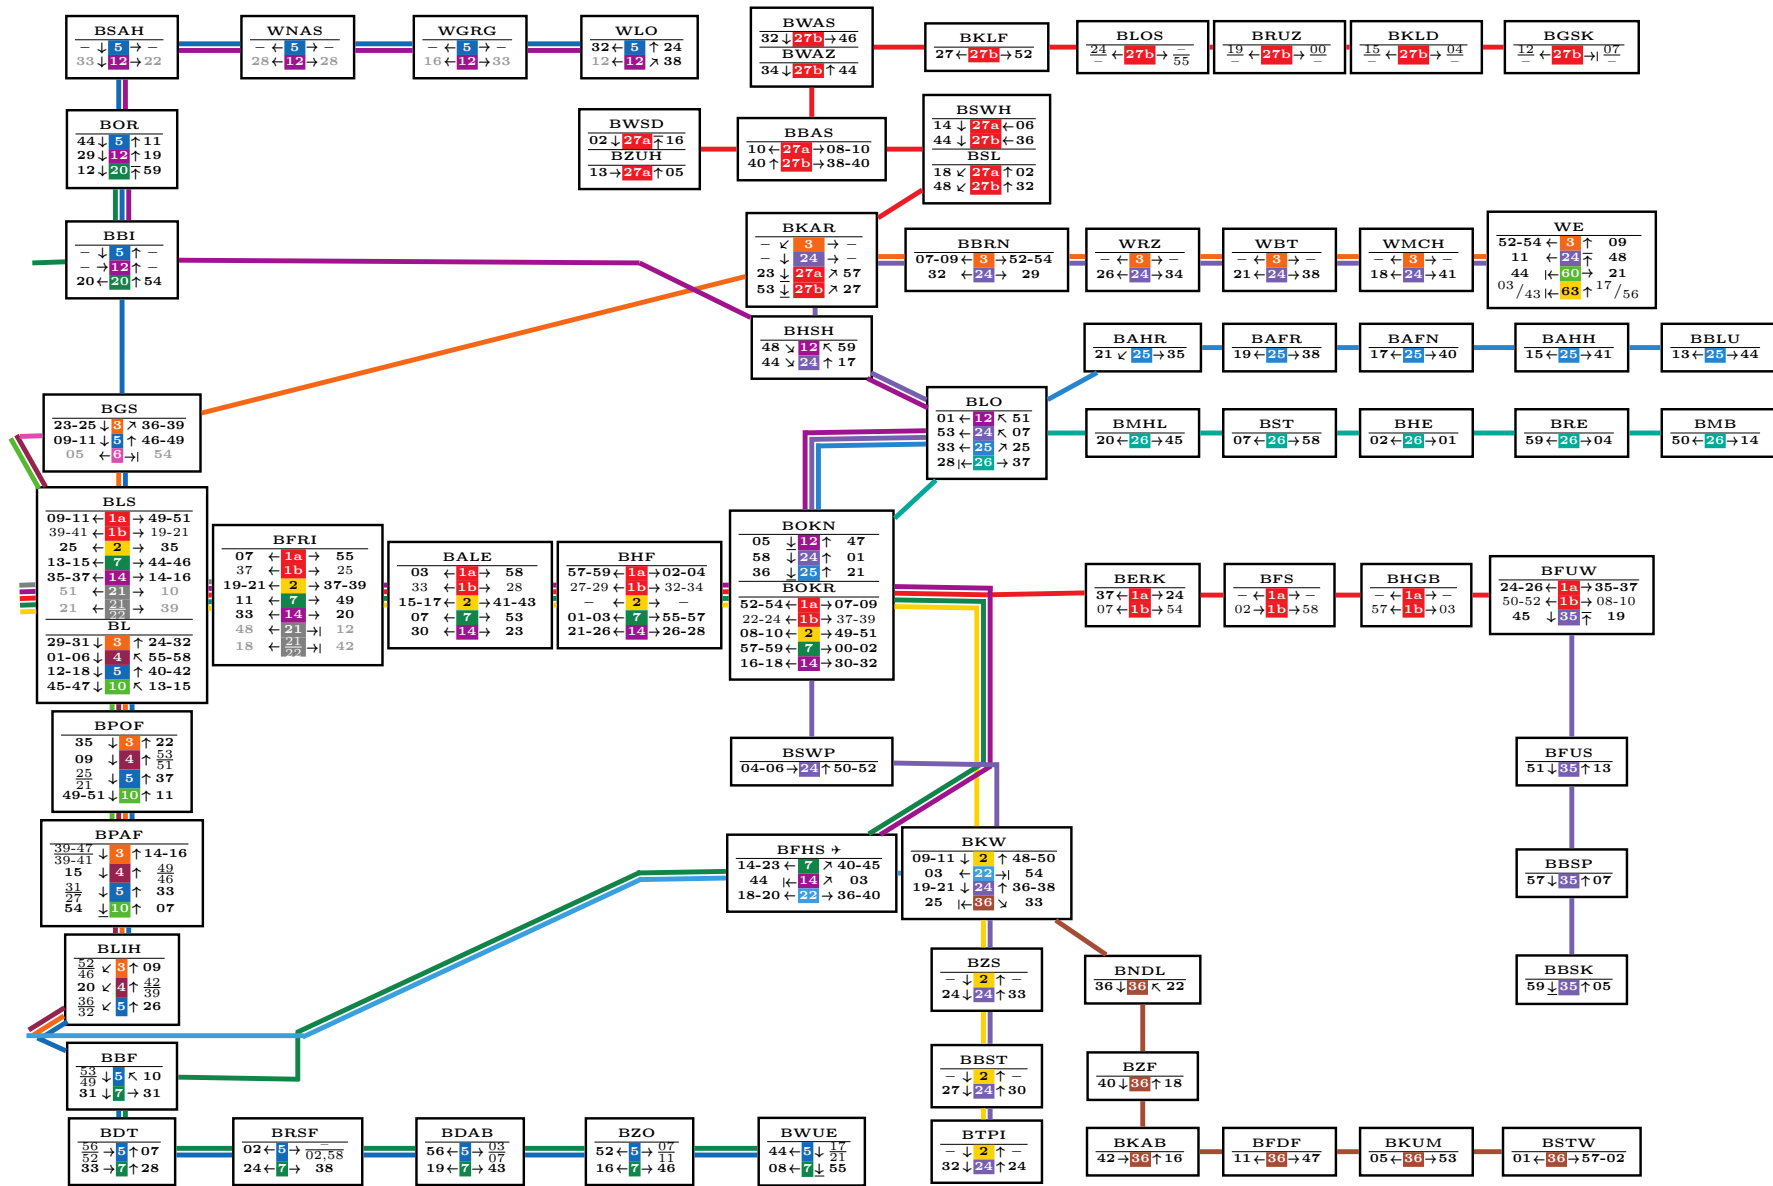 BSAH
– ↓ 5 → –
33 ↓ 12 → 22
WNAS
– ← 5 → –
28 ← 12 → 28
WGRG
– ← 5 → –
16 ← 12 → 33
WLO
32 ← 5 ↑ 24
12 ← 12 ↗ 38
BWAS
32 ↓ 27b → 46
BWAZ
34 ↓ 27b ↑ 44
BKLF
27 ← 27b → 52
BLOS
24/– ← 27b → –/55
BRUZ
19/– ← 27b → 00/–
BKLD
15/– ← 27b → 04/–
BGSK
12/– ← 27b →| 07/–
BOR
44 ↓ 5 ↑ 11
29 ↓ 12 ↑ 19
12 ↓ 20 ↑ 59
BWSD
02 ↓ 27a ↑ 16
BZUH
13 → 27a ↑ 05
BBAS
10 ← 27a → 08-10
40 ↑ 27b → 38-40
BSWH
14 ↓ 27a ← 06
44 ↓ 27b ← 36
BSL
18 ↙ 27a ↑ 02
48 ↙ 27b ↑ 32
BBI
– ↓ 5 ↑ –
– → 12 ↑ –
20 ← 20 ↑ 54
BKAR
– ↙ 3 → –
– ↓ 24 → –
23 ↓ 27a ↗ 57
53 ↓ 27b ↗ 27
BBRN
07-09 ← 3 → 52-54
32 ← 24 → 29
WRZ
– ← 3 → –
26 ← 24 → 34
WBT
– ← 3 → –
21 ← 24 → 38
WMCH
– ← 3 → –
18 ← 24 → 41
WE
52-54 ← 3 ↑ 09
11 ← 24 ↑ 48
44 |← 60 → 21
03/43 |← 63 ↑ 17/56
BHSH
48 ↘ 12 ↖ 59
44 ↘ 24 ↑ 17
BAHR
21 ↙ 25 → 35
BAFR
19 ← 25 → 38
BAFN
17 ← 25 → 40
BAHH
15 ← 25 → 41
BBLU
13 ← 25 → 44
BGS
23-25 ↓ 3 ↗ 36-39
09-11 ↓ 5 ↑ 46-49
05 ← 6 →| 54
BLO
01 ← 12 ↖ 51
53 ← 24 ↖ 07
33 ← 25 ↗ 25
28 |← 26 → 37
BMHL
20 ← 26 → 45
BST
07 ← 26 → 58
BHE
02 ← 26 → 01
BRE
59 ← 26 → 04
BMB
50 ← 26 → 14
BLS
09-11 ← 1a → 49-51
39-41 ← 1b → 19-21
25 ← 2 → 35
13-15 ← 7 → 44-46
35-37 ← 14 → 14-16
51 ← 21 → 10
21 ← 21/22 → 39
BL
29-31 ↓ 3 ↑ 24-32
01-06 ↓ 4 ↖ 55-58
12-18 ↓ 5 ↑ 40-42
45-47 ↓ 10 ↖ 13-15
BFRI
07 ← 1a → 55
37 ← 1b → 25
19-21 ← 2 → 37-39
11 ← 7 → 49
33 ← 14 → 20
48 ← 21 →| 12
18 ← 21/22 →| 42
BALE
03 ← 1a → 58
33 ← 1b → 28
15-17 ← 2 → 41-43
07 ← 7 → 53
30 ← 14 → 23
BHF
57-59 ← 1a → 02-04
27-29 ← 1b → 32-34
– ← 2 → –
01-03 ← 7 → 55-57
21-26 ← 14 → 26-28
BOKN
05 ↓ 12 ↑ 47
58 ↓ 24 ↑ 01
36 ↓ 25 ↑ 21
BOKR
52-54 ← 1a → 07-09
22-24 ← 1b → 37-39
08-10 ← 2 → 49-51
57-59 ← 7 → 00-02
16-18 ← 14 → 30-32
BERK
37 ← 1a → 24
07 ← 1b → 54
BFS
– ← 1a → –
02 → 1b → 58
BHGB
– ← 1a → –
57 ← 1b → 03
BFUW
24-26 ← 1a → 35-37
50-52 ← 1b → 08-10
45 ↓ 35 ↑ 19
BPOF
35 ↓ 3 ↑ 22
09 ↓ 4 ↑ 53/51
25/21 ↓ 5 ↑ 37
49-51 ↓ 10 ↑ 11
BSWP
04-06 → 24 ↑ 50-52
BFUS
51 ↓ 35 ↑ 13
BPAF
39-47/39-41 ↓ 3 ↑ 14-16
15 ↓ 4 ↑ 49/46
31/27 ↓ 5 ↑ 33
54 ↓ 10 ↑ 07
BFHS ✈
14-23 ← 7 ↗ 40-45
44 |← 14 ↗ 03
18-20 ← 22 → 36-40
BKW
09-11 ↓ 2 ↑ 48-50
03 ← 22 →| 54
19-21 ↓ 24 ↑ 36-38
25 |← 36 ↘ 33
BBSP
57 ↓ 35 ↑ 07
BLIH
52/46 ↙ 3 ↑ 09
20 ↙ 4 ↑ 42/39
36/32 ↙ 5 ↑ 26
BZS
– ↓ 2 ↑ –
24 ↓ 24 ↑ 33
BNDL
36 ↓ 36 ↖ 22
BBSK
59 ↓ 35 ↑ 05
BBF
53/49 ↓ 5 ↖ 10
31 ↓ 7 → 31
BBST
– ↓ 2 ↑ –
27 ↓ 24 ↑ 30
BZF
40 ↓ 36 ↑ 18
BDT
56/52 → 5 ↑ 07
33 → 7 ↑ 28
BRSF
02 ← 5 → –/02,58
24 ← 7 → 38
BDAB
56 ← 5 → 03/07
19 ← 7 → 43
BZO
52 ← 5 → 07/11
16 ← 7 → 46
BWUE
44 ← 5 ↓ 17/21
08 ← 7 ↓ 55
BTPI
– ↓ 2 ↑ –
32 ↓ 24 ↑ 24
BKAB
42 → 36 ↑ 16
BFDF
11 ← 36 → 47
BKUM
05 ← 36 → 53
BSTW
01 ← 36 → 57-02